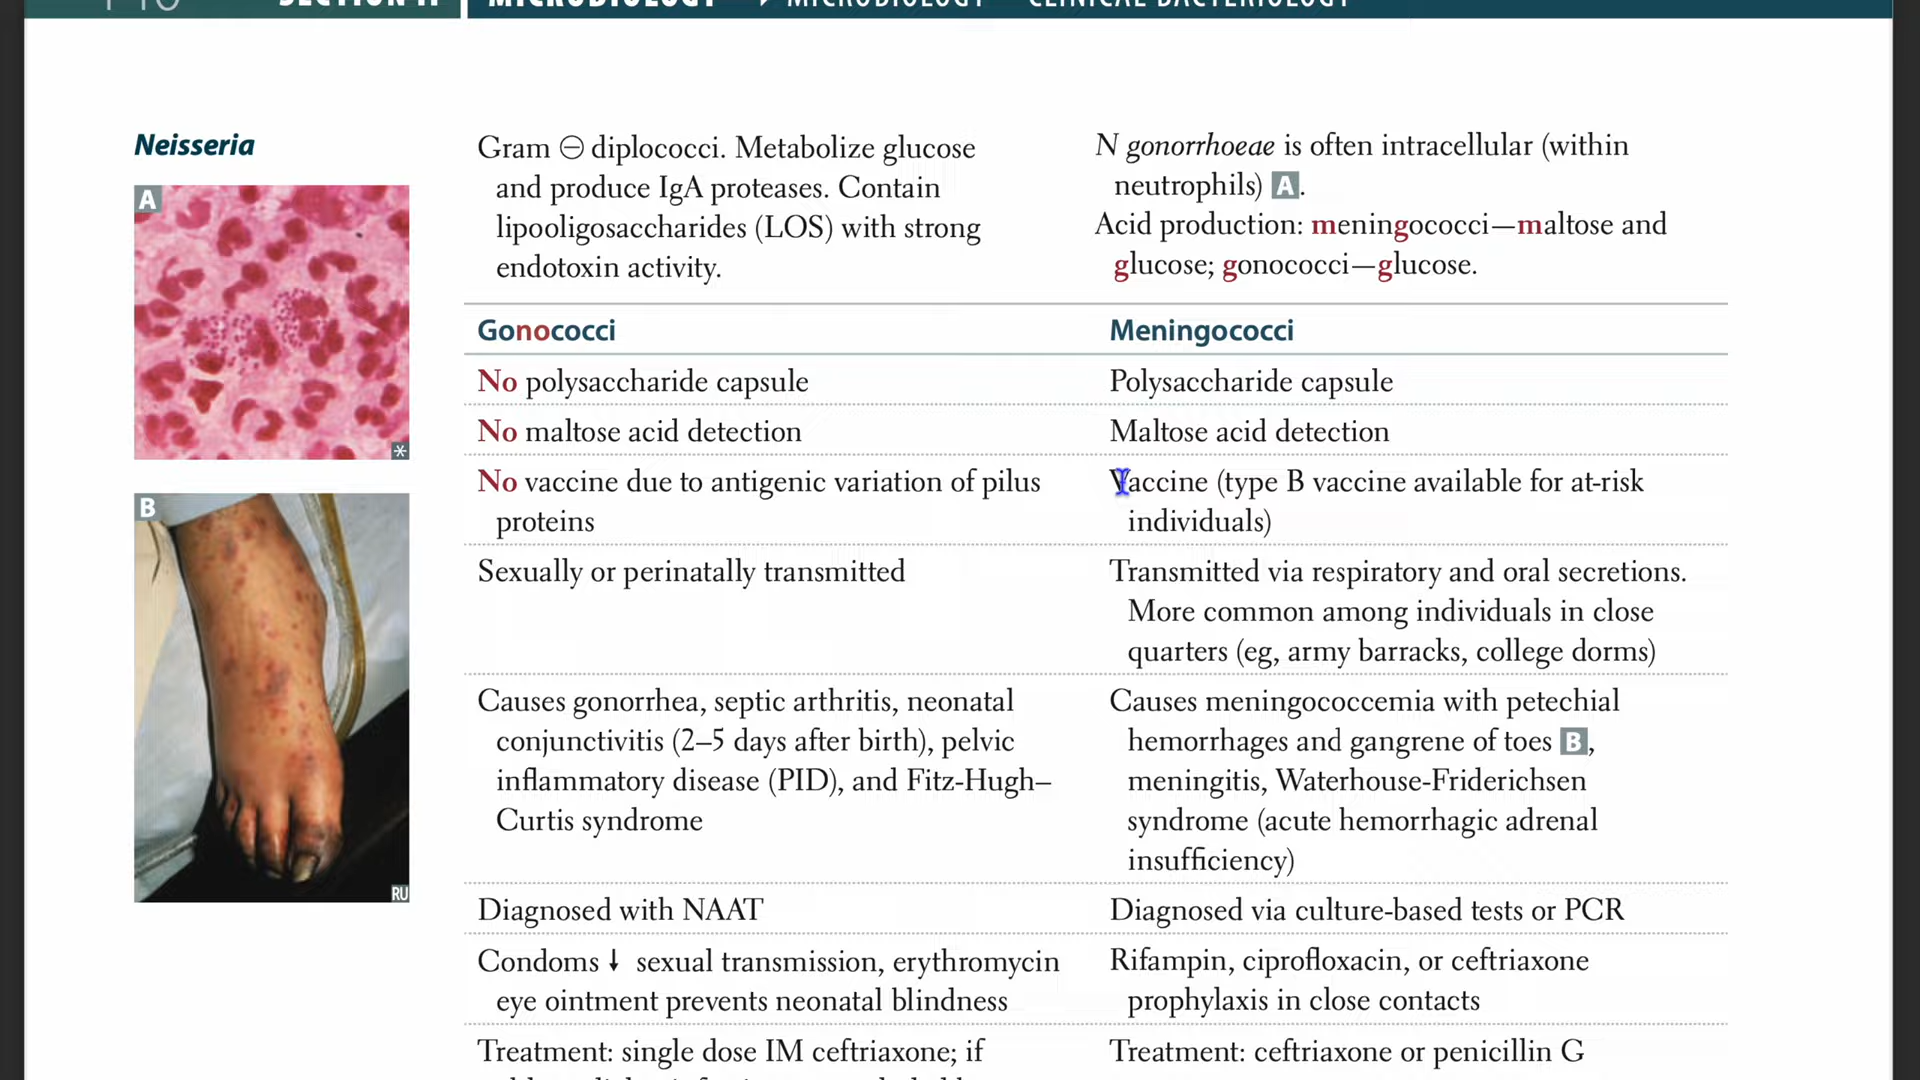 SECTION II MICROBIOLOGY MICROBIOLOGY—CLINICAL BACTERIOLOGY
Neisseria
A
*
B
RU
Gram ⊖ diplococci. Metabolize glucose
and produce IgA proteases. Contain
lipooligosaccharides (LOS) with strong
endotoxin activity.
N gonorrhoeae is often intracellular (within
neutrophils) A.
Acid production: meningococci—maltose and
glucose; gonococci—glucose.
Gonococci
Meningococci
No polysaccharide capsule
Polysaccharide capsule
No maltose acid detection
Maltose acid detection
No vaccine due to antigenic variation of pilus
proteins
Vaccine (type B vaccine available for at-risk
individuals)
Sexually or perinatally transmitted
Transmitted via respiratory and oral secretions.
More common among individuals in close
quarters (eg, army barracks, college dorms)
Causes gonorrhea, septic arthritis, neonatal
conjunctivitis (2–5 days after birth), pelvic
inflammatory disease (PID), and Fitz-Hugh–
Curtis syndrome
Causes meningococcemia with petechial
hemorrhages and gangrene of toes B,
meningitis, Waterhouse-Friderichsen
syndrome (acute hemorrhagic adrenal
insufficiency)
Diagnosed with NAAT
Diagnosed via culture-based tests or PCR
Condoms ↓ sexual transmission, erythromycin
eye ointment prevents neonatal blindness
Rifampin, ciprofloxacin, or ceftriaxone
prophylaxis in close contacts
Treatment: single dose IM ceftriaxone; if
Treatment: ceftriaxone or penicillin G